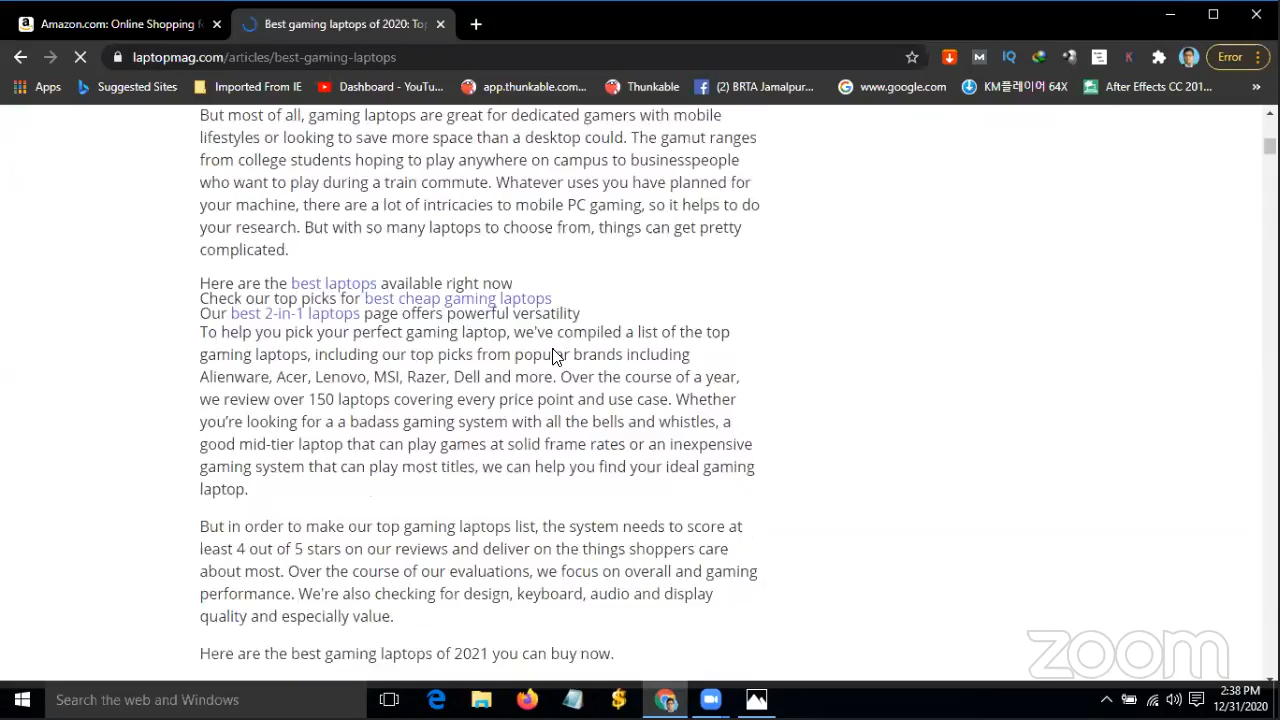 Amazon.com: Online Shopping f
Best gaming laptops of 2020: Top
laptopmag.com/articles/best-gaming-laptops
Error
Apps
Suggested Sites
Imported From IE
Dashboard - YouTu...
app.thunkable.com...
Thunkable
(2) BRTA Jamalpur...
www.google.com
KM플레이어 64X
After Effects CC 201...
But most of all, gaming laptops are great for dedicated gamers with mobile
lifestyles or looking to save more space than a desktop could. The gamut ranges
from college students hoping to play anywhere on campus to businesspeople
who want to play during a train commute. Whatever uses you have planned for
your machine, there are a lot of intricacies to mobile PC gaming, so it helps to do
your research. But with so many laptops to choose from, things can get pretty
complicated.
Here are the best laptops available right now
Check our top picks for best cheap gaming laptops
Our best 2-in-1 laptops page offers powerful versatility
To help you pick your perfect gaming laptop, we've compiled a list of the top
gaming laptops, including our top picks from popular brands including
Alienware, Acer, Lenovo, MSI, Razer, Dell and more. Over the course of a year,
we review over 150 laptops covering every price point and use case. Whether
you’re looking for a a badass gaming system with all the bells and whistles, a
good mid-tier laptop that can play games at solid frame rates or an inexpensive
gaming system that can play most titles, we can help you find your ideal gaming
laptop.
But in order to make our top gaming laptops list, the system needs to score at
least 4 out of 5 stars on our reviews and deliver on the things shoppers care
about most. Over the course of our evaluations, we focus on overall and gaming
performance. We're also checking for design, keyboard, audio and display
quality and especially value.
Here are the best gaming laptops of 2021 you can buy now.
zoom
Search the web and Windows
2:38 PM
12/31/2020